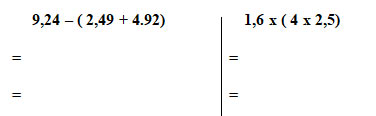 9,24 – ( 2,49 + 4.92)
=
=
1,6 x ( 4 x 2,5)
=
=